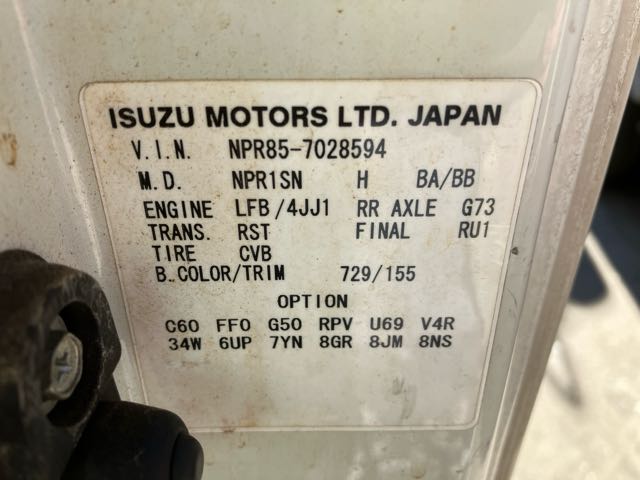 ISUZU MOTORS LTD. JAPAN
V.I.N. NPR85-7028594
M.D. NPR1SN H BA/BB
ENGINE LFB/4JJ1 RR AXLE G73
TRANS. RST FINAL RU1
TIRE CVB
B.COLOR/TRIM 729/155
OPTION
C60 FF0 G50 RPV U69 V4R
34W 6UP 7YN 8GR 8JM 8NS